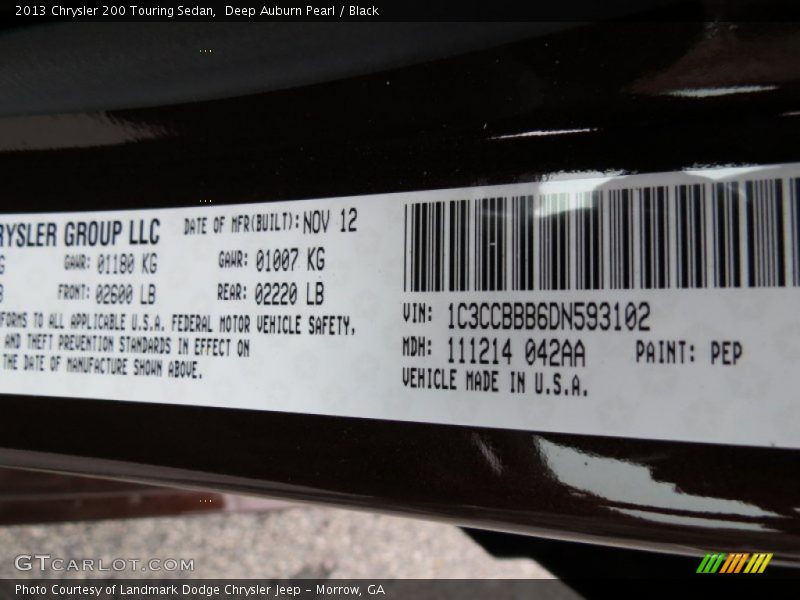 2013 Chrysler 200 Touring Sedan, Deep Auburn Pearl / Black
RYSLER GROUP LLC DATE OF MFR(BUILT): NOV 12
G GAWR: 01180 KG GAWR: 01007 KG
B FRONT: 02600 LB REAR: 02220 LB
FORMS TO ALL APPLICABLE U.S.A. FEDERAL MOTOR VEHICLE SAFETY,
AND THEFT PREVENTION STANDARDS IN EFFECT ON
THE DATE OF MANUFACTURE SHOWN ABOVE.
VIN: 1C3CCBBB6DN593102
MDH: 111214 042AA PAINT: PEP
VEHICLE MADE IN U.S.A.
GTCARLOT.COM
Photo Courtesy of Landmark Dodge Chrysler Jeep - Morrow, GA